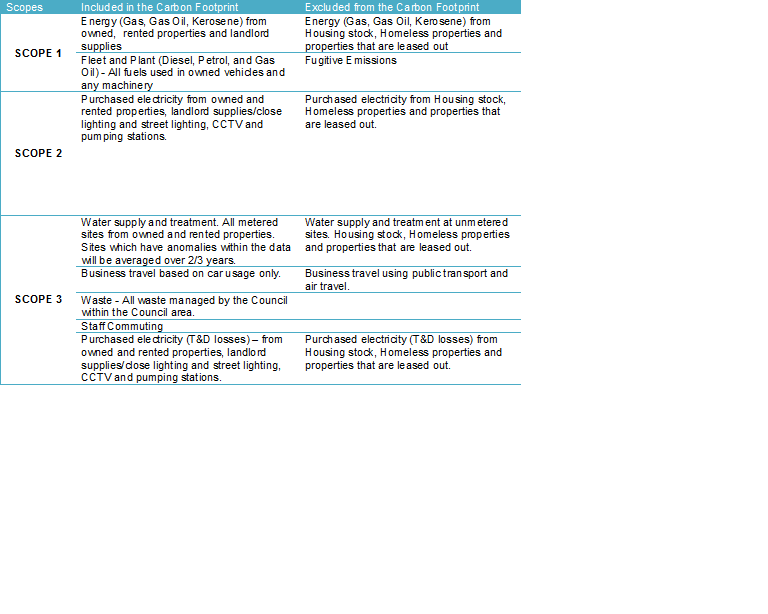 Scopes
Included in the Carbon Footprint
Excluded from the Carbon Footprint
SCOPE 1
Energy (Gas, Gas Oil, Kerosene) from
owned, rented properties and landlord
supplies
Energy (Gas, Gas Oil, Kerosene) from
Housing stock, Homeless properties and
properties that are leased out
Fleet and Plant (Diesel, Petrol, and Gas
Oil) - All fuels used in owned vehicles and
any machinery
Fugitive Emissions
SCOPE 2
Purchased electricity from owned and
rented properties, landlord supplies/close
lighting and street lighting, CCTV and
pumping stations.
Purchased electricity from Housing stock,
Homeless properties and properties that
are leased out.
SCOPE 3
Water supply and treatment. All metered
sites from owned and rented properties.
Sites which have anomalies within the data
will be averaged over 2/3 years.
Water supply and treatment at unmetered
sites. Housing stock, Homeless properties
and properties that are leased out.
Business travel based on car usage only.
Business travel using public transport and
air travel.
Waste - All waste managed by the Council
within the Council area.
Staff Commuting
Purchased electricity (T&D losses) – from
owned and rented properties, landlord
supplies/close lighting and street lighting,
CCTV and pumping stations.
Purchased electricity (T&D losses) from
Housing stock, Homeless properties and
properties that are leased out.